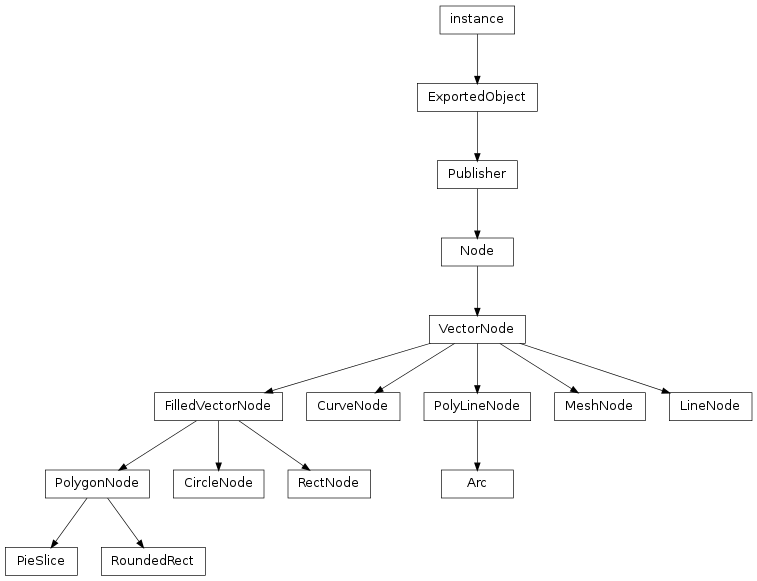 instance
ExportedObject
Publisher
Node
VectorNode
FilledVectorNode
CurveNode
PolyLineNode
MeshNode
LineNode
PolygonNode
CircleNode
RectNode
Arc
PieSlice
RoundedRect